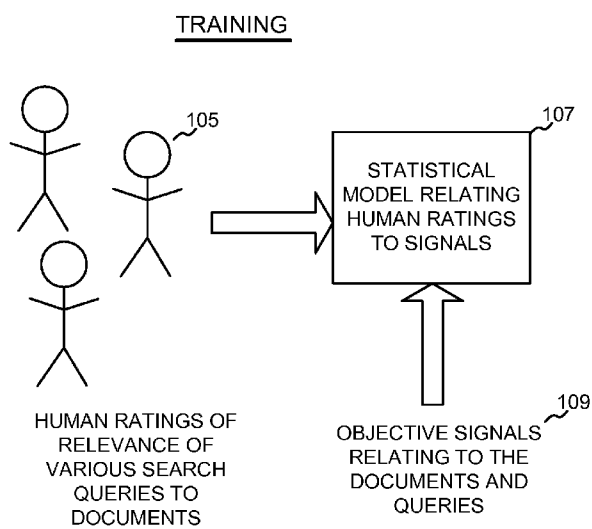 TRAINING
105
107
STATISTICAL
MODEL RELATING
HUMAN RATINGS
TO SIGNALS
HUMAN RATINGS OF
RELEVANCE OF
VARIOUS SEARCH
QUERIES TO
DOCUMENTS
109
OBJECTIVE SIGNALS
RELATING TO THE
DOCUMENTS AND
QUERIES